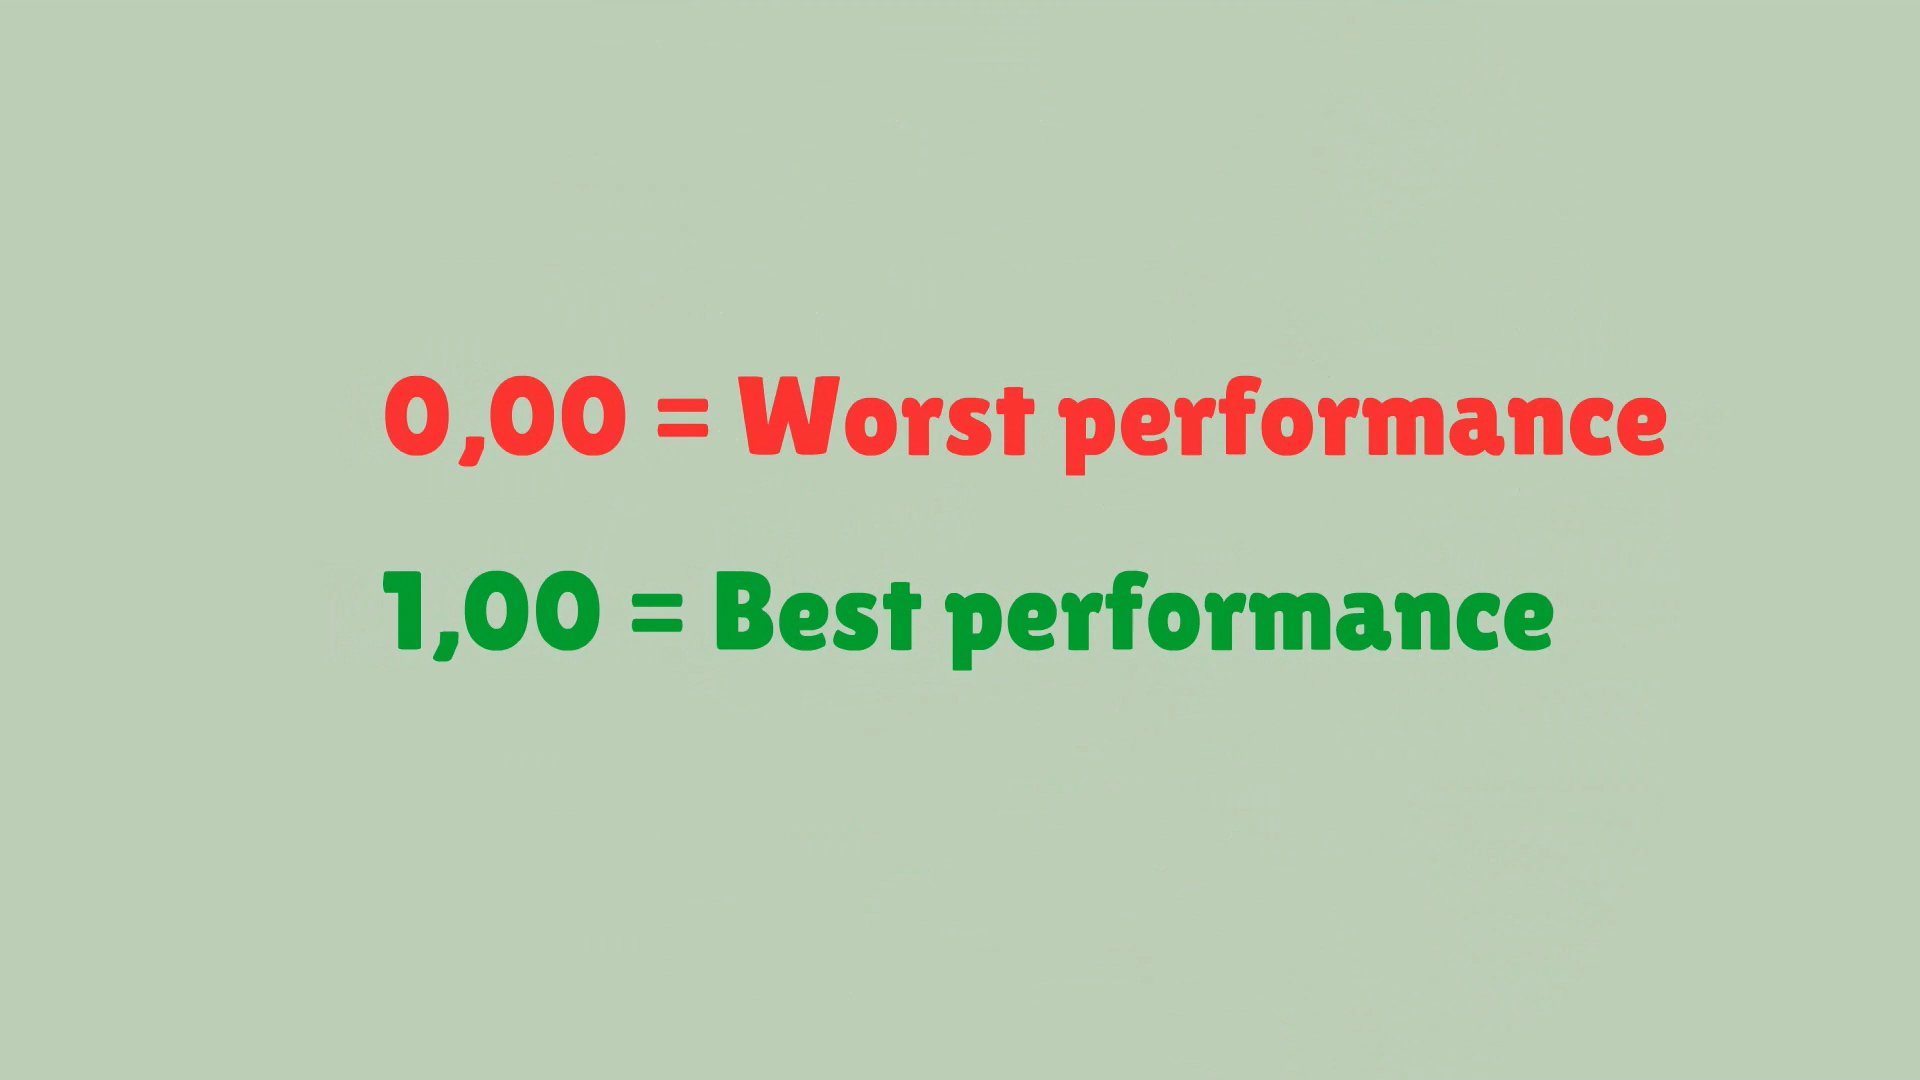 0,00 = Worst performance
1,00 = Best performance